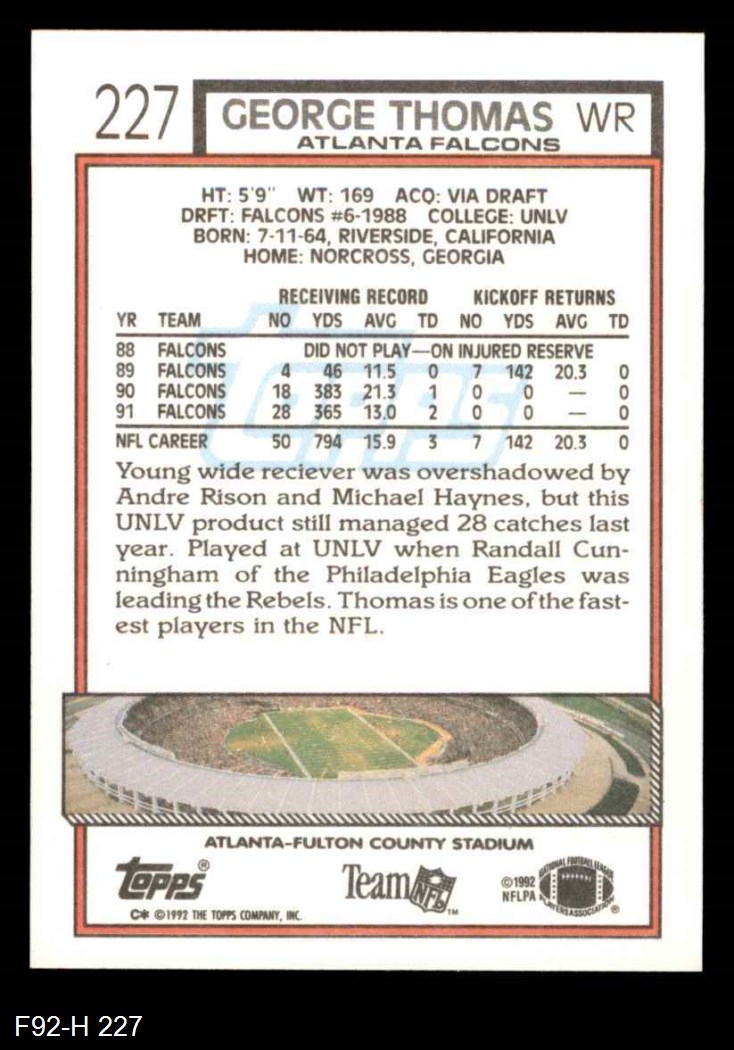 227 GEORGE THOMAS WR
ATLANTA FALCONS
HT: 5'9" WT: 169 ACQ: VIA DRAFT
DRFT: FALCONS #6-1988 COLLEGE: UNLV
BORN: 7-11-64, RIVERSIDE, CALIFORNIA
HOME: NORCROSS, GEORGIA
RECEIVING RECORD KICKOFF RETURNS
YR TEAM NO YDS AVG TD NO YDS AVG TD
88 FALCONS DID NOT PLAY—ON INJURED RESERVE
89 FALCONS 4 46 11.5 0 7 142 20.3 0
90 FALCONS 18 383 21.3 1 0 0 — 0
91 FALCONS 28 365 13.0 2 0 0 — 0
NFL CAREER 50 794 15.9 3 7 142 20.3 0
topps
Young wide reciever was overshadowed by
Andre Rison and Michael Haynes, but this
UNLV product still managed 28 catches last
year. Played at UNLV when Randall Cun-
ningham of the Philadelphia Eagles was
leading the Rebels. Thomas is one of the fast-
est players in the NFL.
ATLANTA-FULTON COUNTY STADIUM
topps®
Team NFL™
©1992
NFLPA
NATIONAL FOOTBALL LEAGUE
PLAYERS ASSOCIATION®
C* ©1992 THE TOPPS COMPANY, INC.
F92-H 227